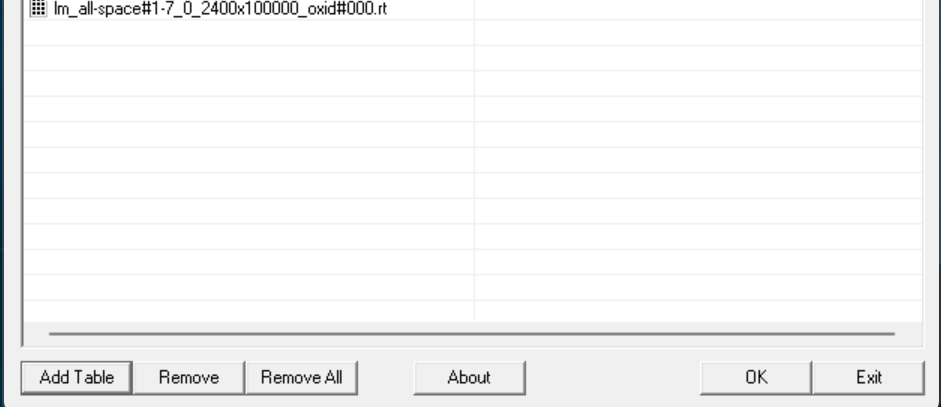 lm_all-space#1-7_0_2400x100000_oxid#000.rt
Add Table Remove Remove All About OK Exit